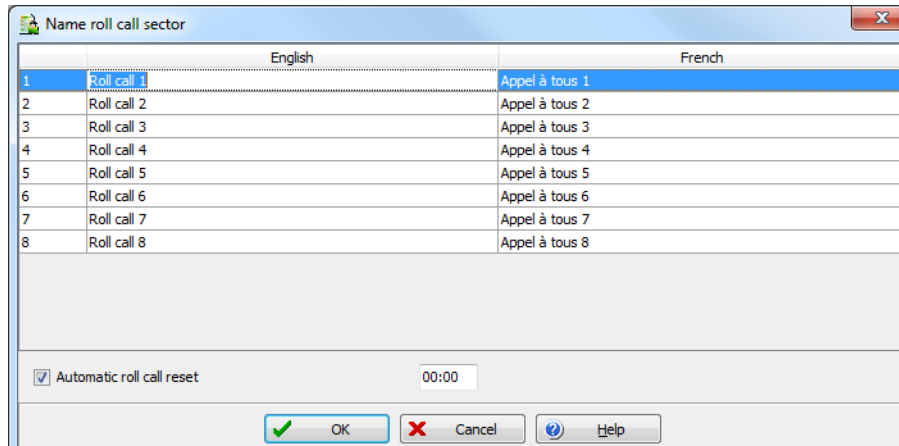 Name roll call sector
English French
1 Roll call 1 Appel à tous 1
2 Roll call 2 Appel à tous 2
3 Roll call 3 Appel à tous 3
4 Roll call 4 Appel à tous 4
5 Roll call 5 Appel à tous 5
6 Roll call 6 Appel à tous 6
7 Roll call 7 Appel à tous 7
8 Roll call 8 Appel à tous 8
Automatic roll call reset 00:00
OK Cancel Help